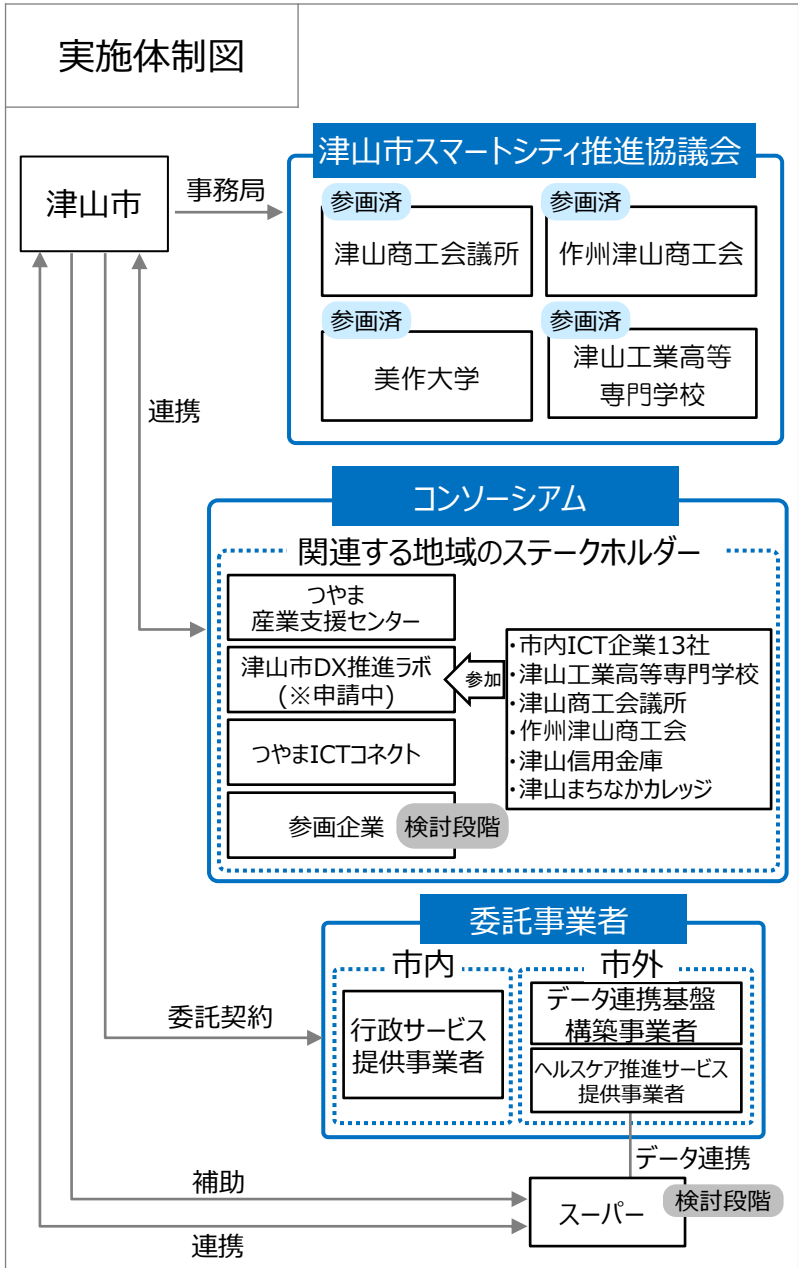 実施体制図
津山市
事務局
津山市スマートシティ推進協議会
参画済
津山商工会議所
参画済
作州津山商工会
参画済
美作大学
参画済
津山工業高等
専門学校
連携
コンソーシアム
関連する地域のステークホルダー
つやま
産業支援センター
津山市DX推進ラボ
(※申請中)
参加
・市内ICT企業13社
・津山工業高等専門学校
・津山商工会議所
・作州津山商工会
・津山信用金庫
・津山まちなかカレッジ
つやまICTコネクト
参画企業
検討段階
委託事業者
委託契約
市内
行政サービス
提供事業者
市外
データ連携基盤
構築事業者
ヘルスケア推進サービス
提供事業者
データ連携
補助
スーパー
検討段階
連携